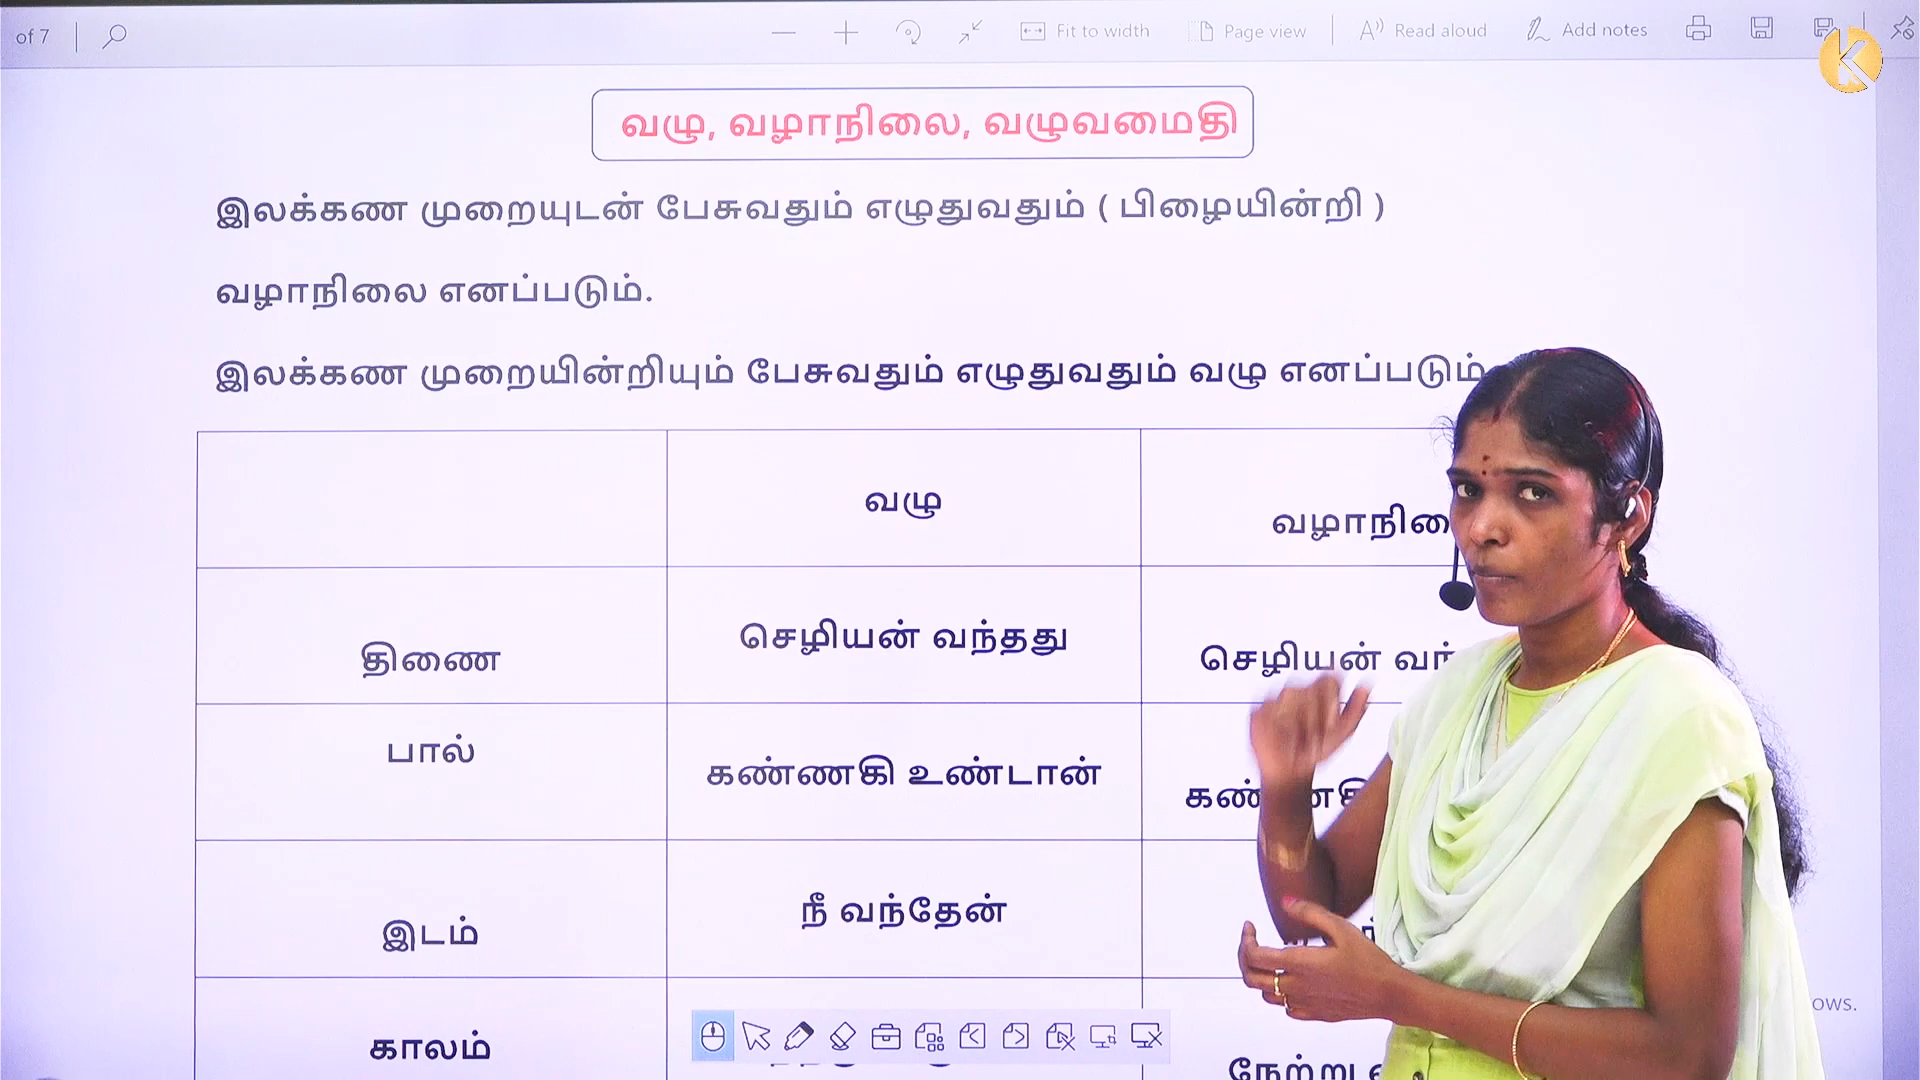 of 7
Fit to width
Page view
Read aloud
Add notes
வழு, வழாநிலை, வழுவமைதி
இலக்கண முறையுடன் பேசுவதும் எழுதுவதும் ( பிழையின்றி )
வழாநிலை எனப்படும்.
இலக்கண முறையின்றியும் பேசுவதும் எழுதுவதும் வழு எனப்படும்
வழு
திணை
செழியன் வந்தது
செழியன்
பால்
கண்ணகி உண்டான்
இடம்
நீ வந்தேன்
காலம்
நேற்று